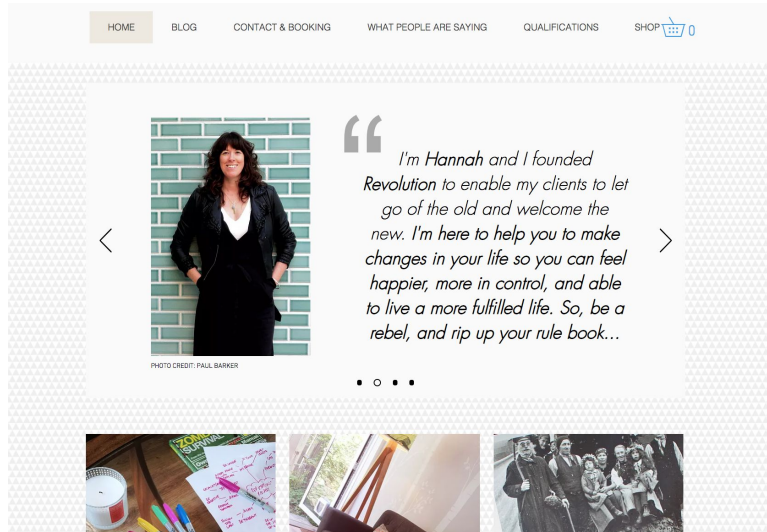 HOME BLOG CONTACT & BOOKING WHAT PEOPLE ARE SAYING QUALIFICATIONS SHOP 0
“
I'm Hannah and I founded
Revolution to enable my clients to let
go of the old and welcome the
new. I'm here to help you to make
changes in your life so you can feel
happier, more in control, and able
to live a more fulfilled life. So, be a
rebel, and rip up your rule book...
PHOTO CREDIT: PAUL BARKER
SURVIVAL